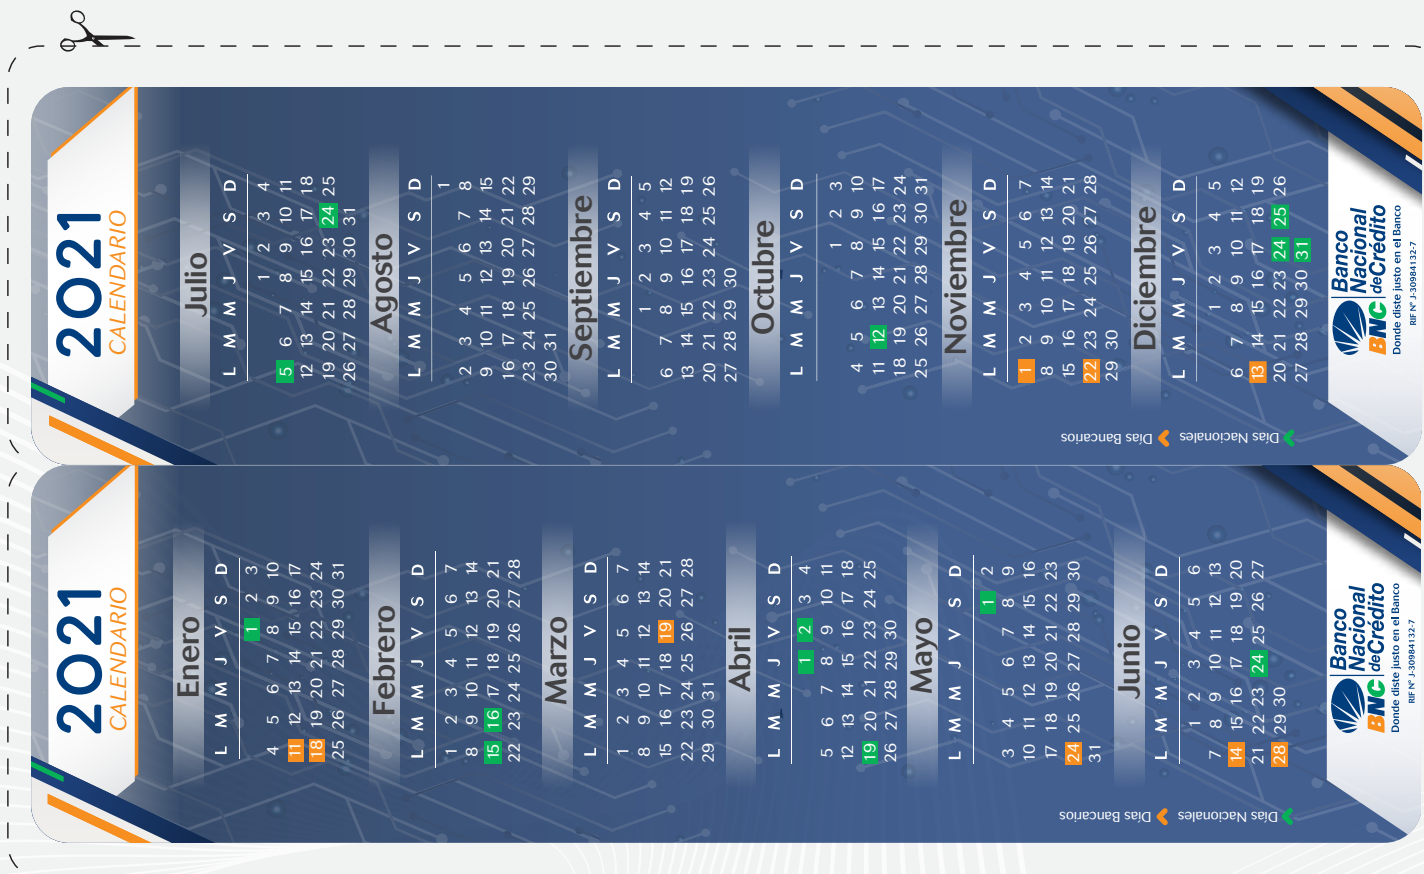 2021
CALENDARIO
Enero
L M M J V S D
1 2 3
4 5 6 7 8 9 10
11 12 13 14 15 16 17
18 19 20 21 22 23 24
25 26 27 28 29 30 31
Febrero
L M M J V S D
1 2 3 4 5 6 7
8 9 10 11 12 13 14
15 16 17 18 19 20 21
22 23 24 25 26 27 28
Marzo
L M M J V S D
1 2 3 4 5 6 7
8 9 10 11 12 13 14
15 16 17 18 19 20 21
22 23 24 25 26 27 28
29 30 31
Abril
L M M J V S D
1 2 3 4
5 6 7 8 9 10 11
12 13 14 15 16 17 18
19 20 21 22 23 24 25
26 27 28 29 30
Mayo
L M M J V S D
1 2
3 4 5 6 7 8 9
10 11 12 13 14 15 16
17 18 19 20 21 22 23
24 25 26 27 28 29 30
31
Junio
L M M J V S D
1 2 3 4 5 6
7 8 9 10 11 12 13
14 15 16 17 18 19 20
21 22 23 24 25 26 27
28 29 30
Días Nacionales
Días Bancarios
BNC
Banco
Nacional
de Crédito
Donde diste justo en el Banco
RIF N° J-30984132-7
2021
CALENDARIO
Julio
L M M J V S D
1 2 3 4
5 6 7 8 9 10 11
12 13 14 15 16 17 18
19 20 21 22 23 24 25
26 27 28 29 30 31
Agosto
L M M J V S D
1
2 3 4 5 6 7 8
9 10 11 12 13 14 15
16 17 18 19 20 21 22
23 24 25 26 27 28 29
30 31
Septiembre
L M M J V S D
1 2 3 4 5
6 7 8 9 10 11 12
13 14 15 16 17 18 19
20 21 22 23 24 25 26
27 28 29 30
Octubre
L M M J V S D
1 2 3
4 5 6 7 8 9 10
11 12 13 14 15 16 17
18 19 20 21 22 23 24
25 26 27 28 29 30 31
Noviembre
L M M J V S D
1 2 3 4 5 6 7
8 9 10 11 12 13 14
15 16 17 18 19 20 21
22 23 24 25 26 27 28
29 30
Diciembre
L M M J V S D
1 2 3 4 5
6 7 8 9 10 11 12
13 14 15 16 17 18 19
20 21 22 23 24 25 26
27 28 29 30 31
Días Nacionales
Días Bancarios
BNC
Banco
Nacional
de Crédito
Donde diste justo en el Banco
RIF N° J-30984132-7